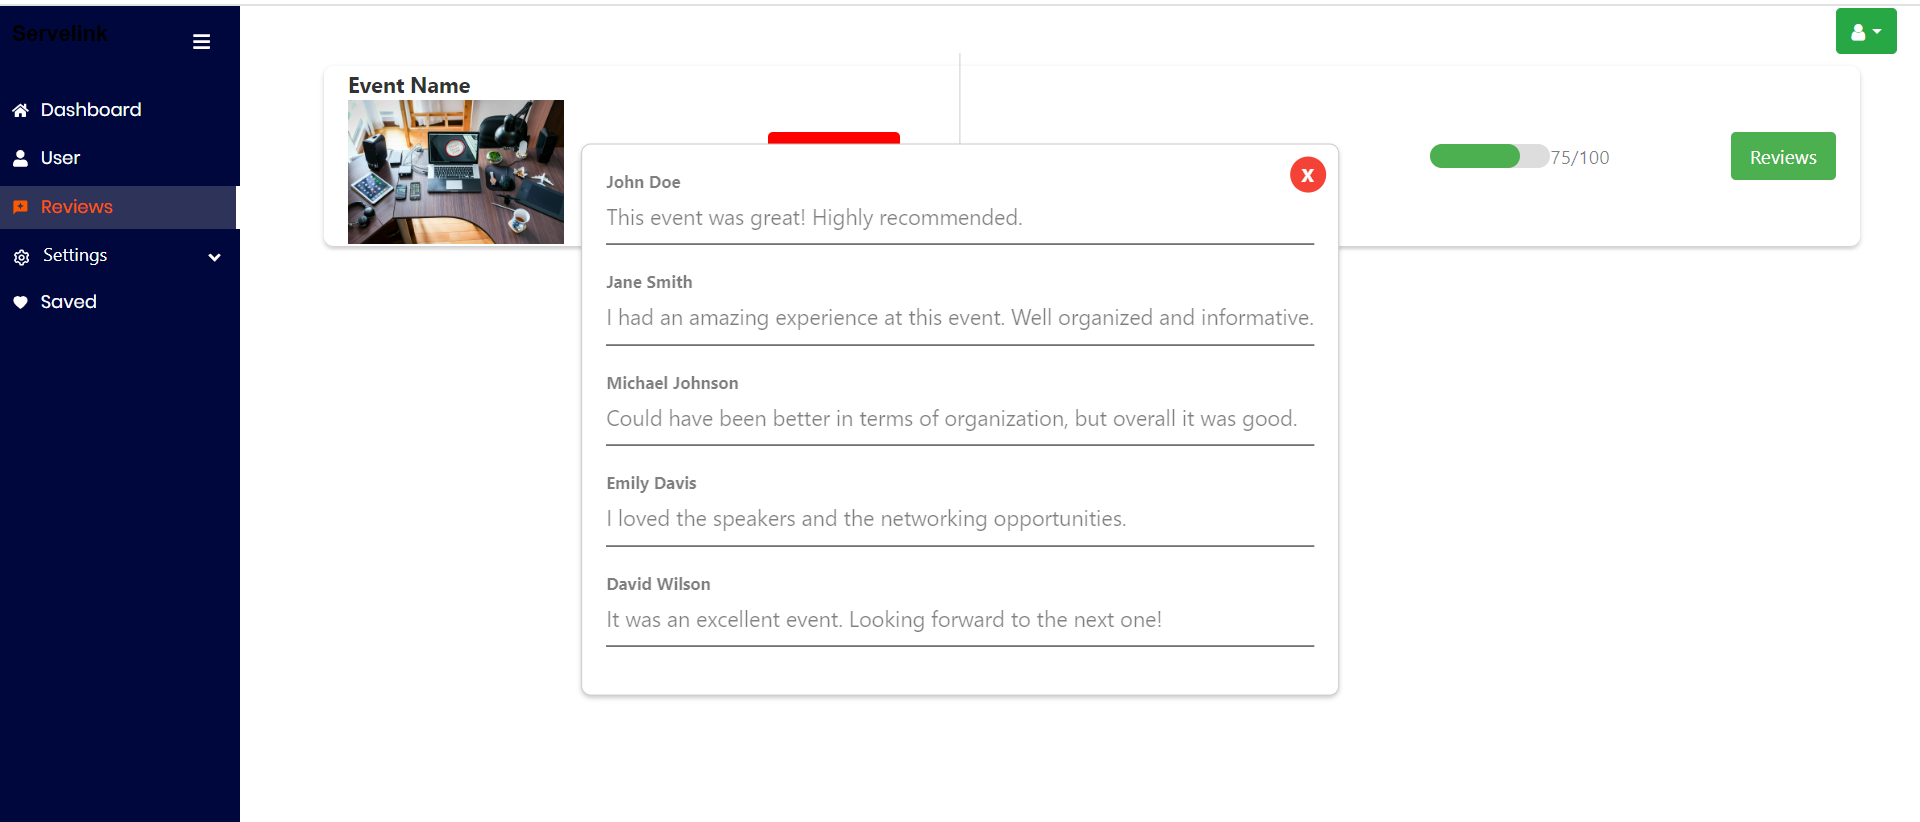 Servelink
Dashboard
User
Reviews
Settings
Saved
Event Name
75/100
Reviews
X
John Doe
This event was great! Highly recommended.
Jane Smith
I had an amazing experience at this event. Well organized and informative.
Michael Johnson
Could have been better in terms of organization, but overall it was good.
Emily Davis
I loved the speakers and the networking opportunities.
David Wilson
It was an excellent event. Looking forward to the next one!